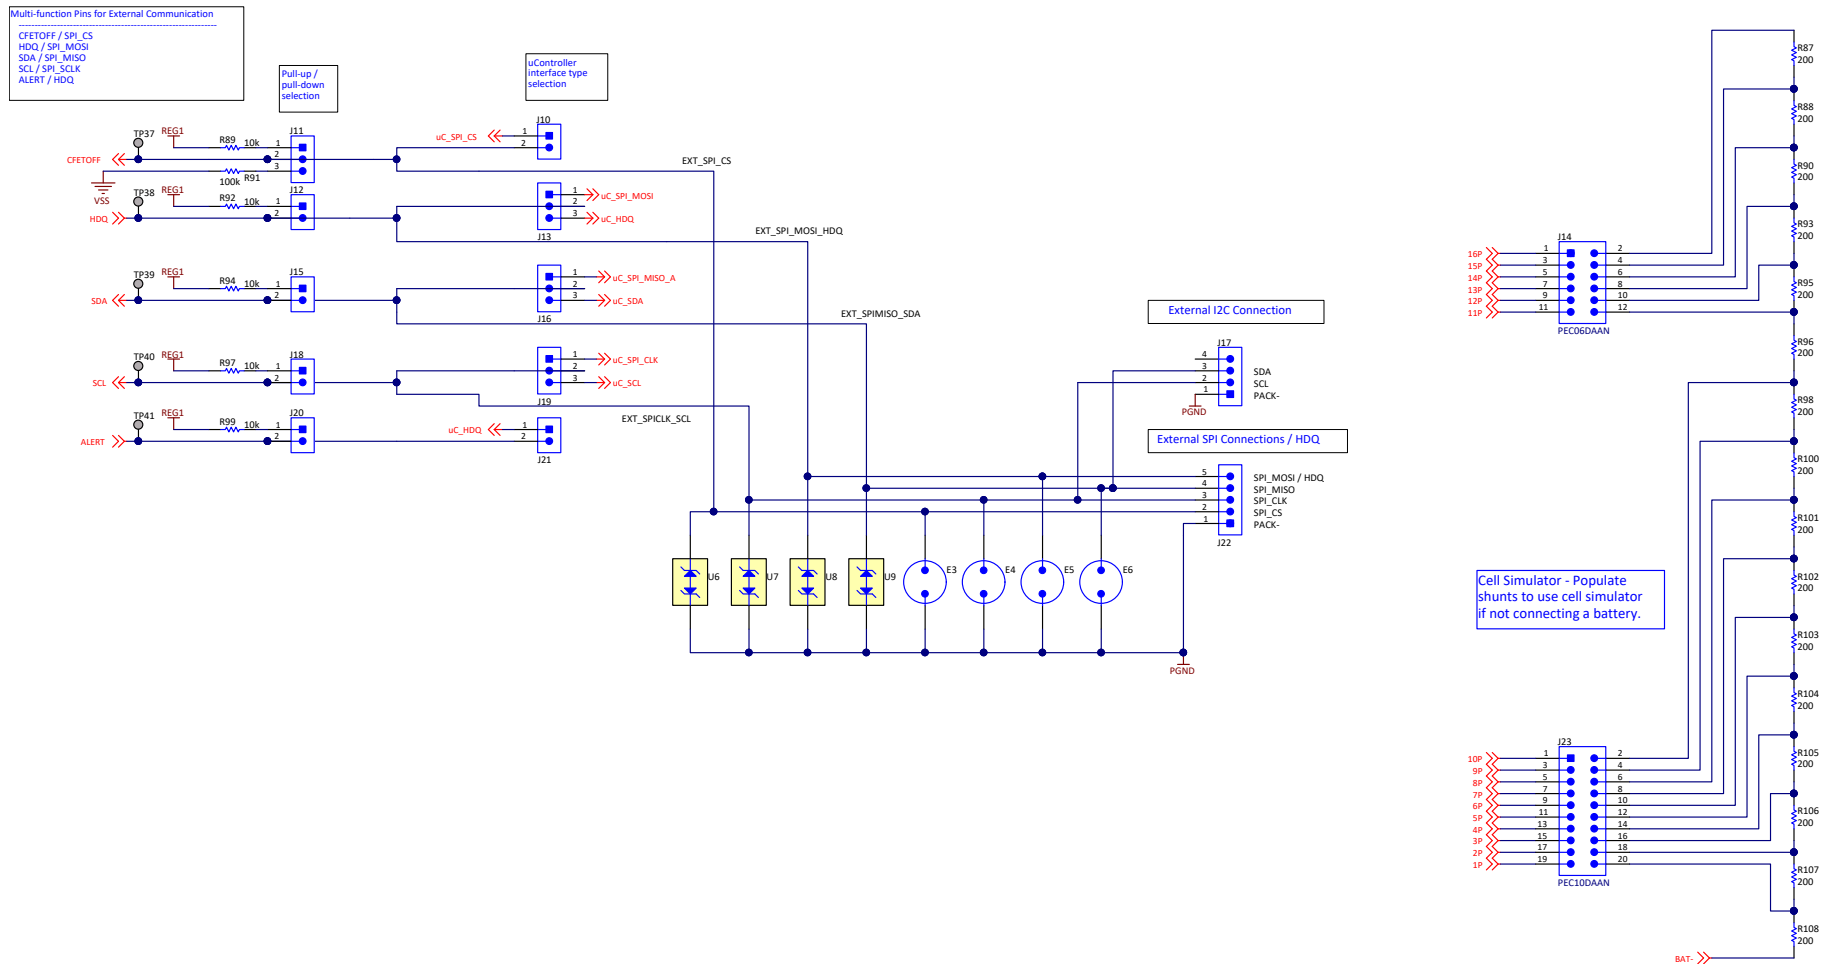 Multi-function Pins for External Communication
------------------------------------------------------------
CFETOFF / SPI_CS
HDQ / SPI_MOSI
SDA / SPI_MISO
SCL / SPI_SCLK
ALERT / HDQ
Pull-up /
pull-down
selection
uController
interface type
selection
TP37
REG1
R89
10k
J11
1
2
3
CFETOFF
100k
R91
VSS
J10
1
2
uC_SPI_CS
EXT_SPI_CS
TP38
REG1
R92
10k
J12
1
2
HDQ
1
2
3
uC_SPI_MOSI
uC_HDQ
J13
EXT_SPI_MOSI_HDQ
TP39
REG1
R94
10k
J15
1
2
SDA
1
2
3
uC_SPI_MISO_A
uC_SDA
J16
EXT_SPIMISO_SDA
TP40
REG1
R97
10k
J18
1
2
SCL
1
2
3
uC_SPI_CLK
uC_SCL
J19
EXT_SPICLK_SCL
TP41
REG1
R99
10k
J20
1
2
ALERT
uC_HDQ
1
2
J21
External I2C Connection
J17
4
3
2
1
SDA
SCL
PACK-
PGND
External SPI Connections / HDQ
5
4
3
2
1
SPI_MOSI / HDQ
SPI_MISO
SPI_CLK
SPI_CS
PACK-
J22
U6
U7
U8
U9
E3
E4
E5
E6
PGND
J14
16P
1
2
15P
3
4
14P
5
6
13P
7
8
12P
9
10
11P
11
12
PEC06DAAN
Cell Simulator - Populate
shunts to use cell simulator
if not connecting a battery.
J23
10P
1
2
9P
3
4
8P
5
6
7P
7
8
6P
9
10
5P
11
12
4P
13
14
3P
15
16
2P
17
18
1P
19
20
PEC10DAAN
R87
200
R88
200
R90
200
R93
200
R95
200
R96
200
R98
200
R100
200
R101
200
R102
200
R103
200
R104
200
R105
200
R106
200
R107
200
R108
200
BAT-